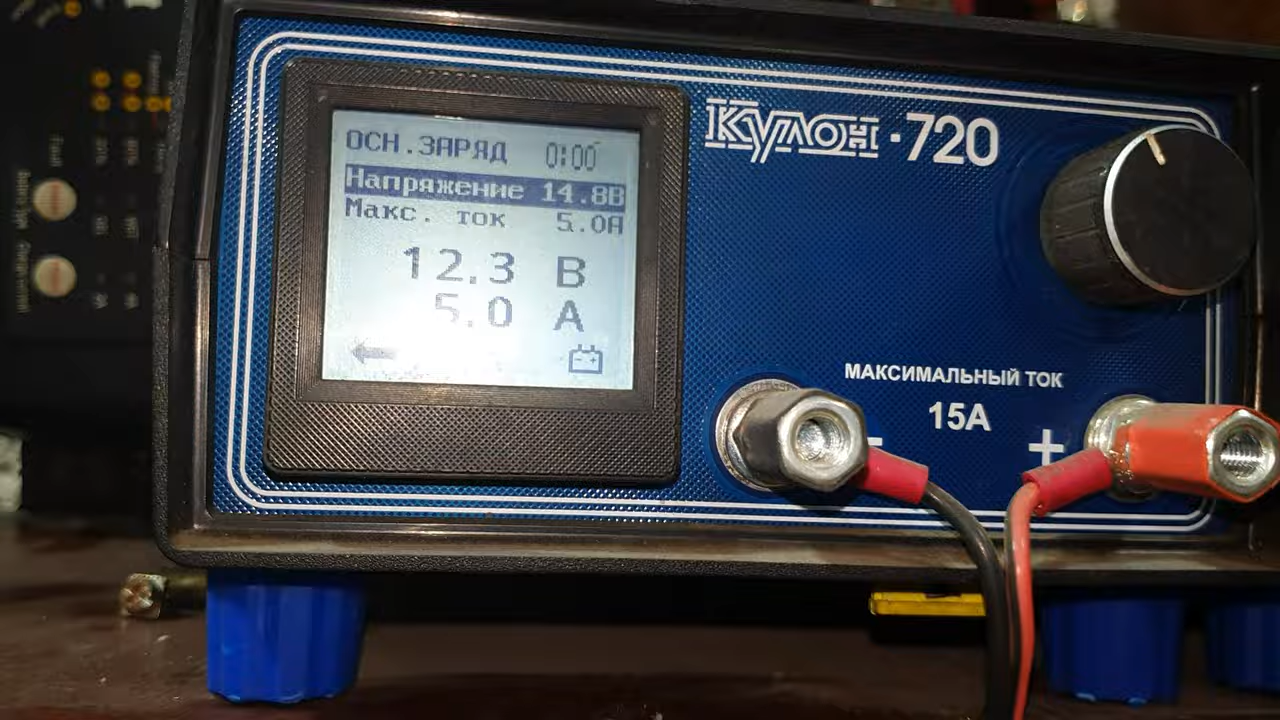 ОСН.ЗАРЯД 0:00
Напряжение 14.8В
Макс. ток 5.0А
12.3 В
5.0 А
- +
КУЛОН-720
МАКСИМАЛЬНЫЙ ТОК
15А
- +